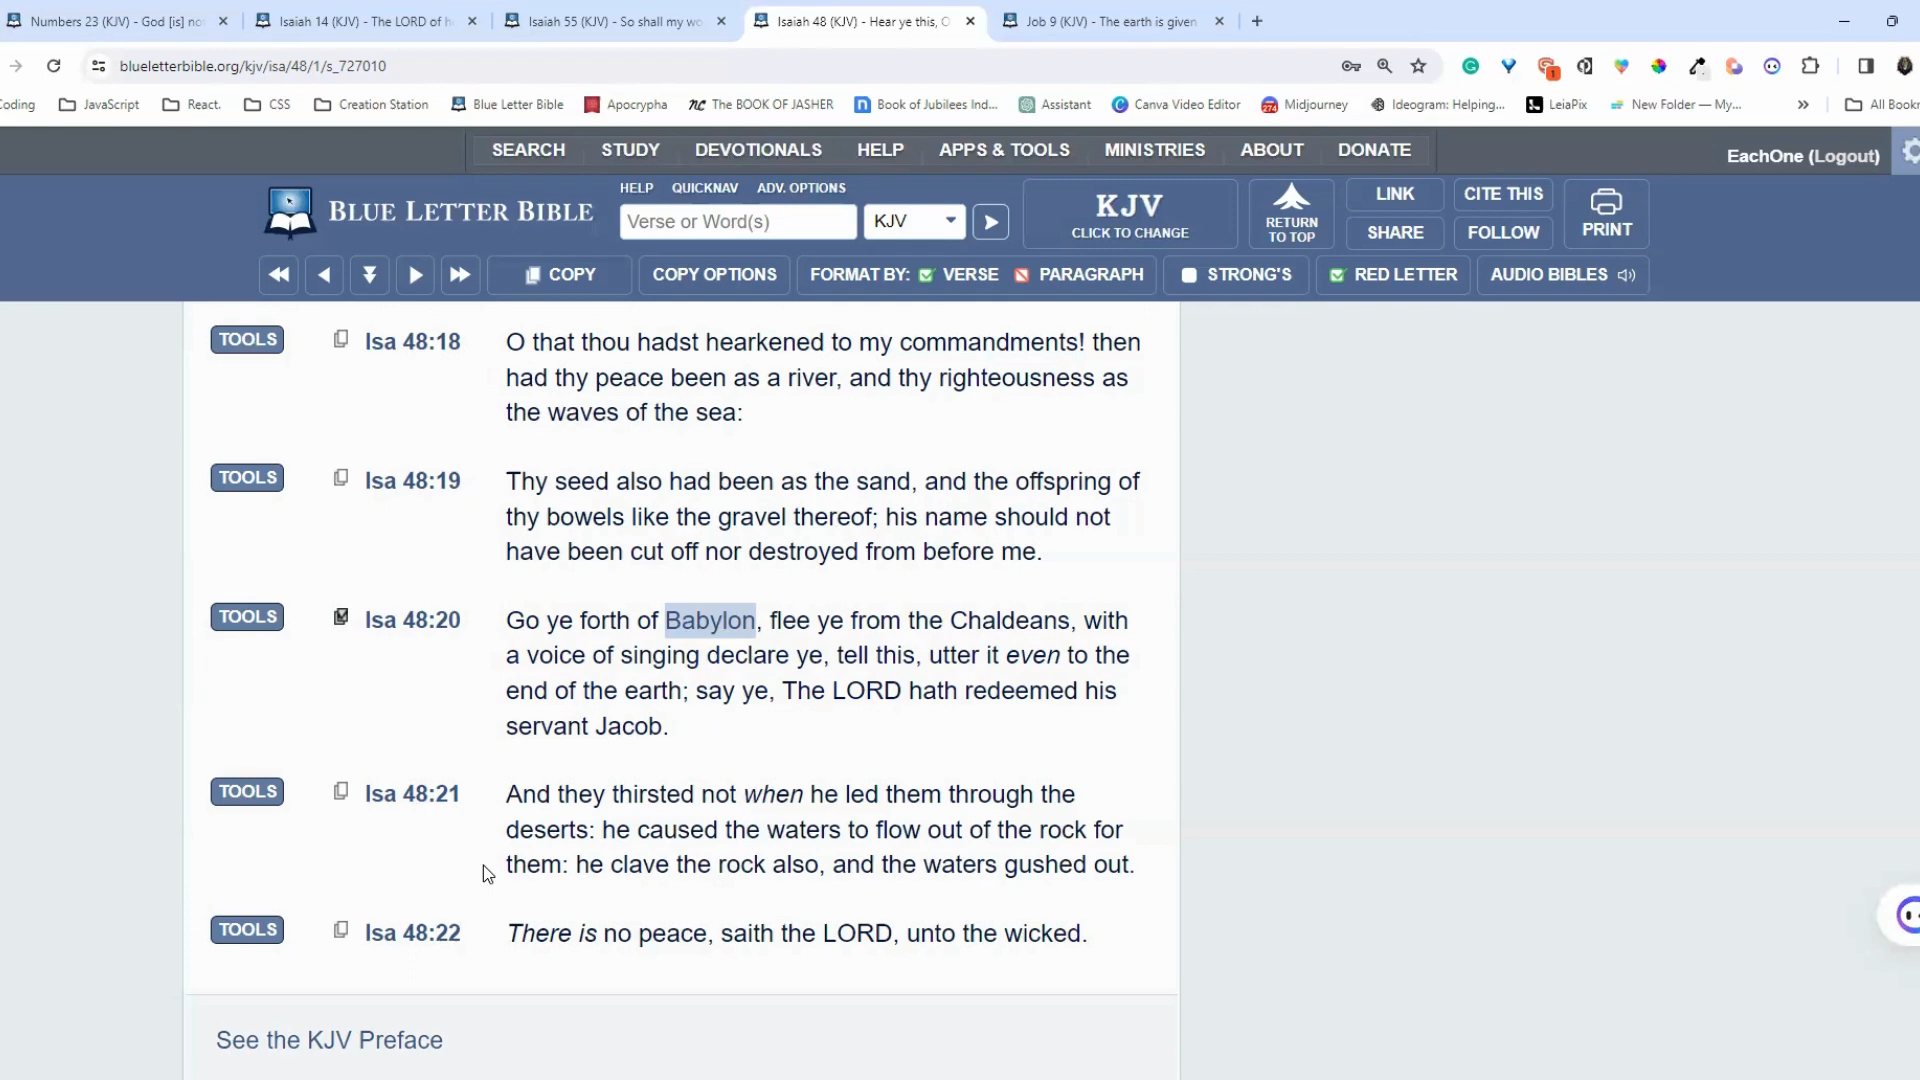 Numbers 23 (KJV) - God [is] no
Isaiah 14 (KJV) - The LORD of h
Isaiah 55 (KJV) - So shall my wo
Isaiah 48 (KJV) - Hear ye this, O
Job 9 (KJV) - The earth is given
blueletterbible.org/kjv/isa/48/1/s_727010
Coding
JavaScript
React.
CSS
Creation Station
Blue Letter Bible
Apocrypha
The BOOK OF JASHER
Book of Jubilees Ind...
Assistant
Canva Video Editor
Midjourney
Ideogram: Helping...
LeiaPix
New Folder — My...
»
All Bookr
SEARCH STUDY DEVOTIONALS HELP APPS & TOOLS MINISTRIES ABOUT DONATE
EachOne (Logout)
BLUE LETTER BIBLE
HELP QUICKNAV ADV. OPTIONS
Verse or Word(s)
KJV
KJV
CLICK TO CHANGE
RETURN
TO TOP
LINK
CITE THIS
SHARE
FOLLOW
PRINT
COPY
COPY OPTIONS
FORMAT BY: VERSE PARAGRAPH
STRONG'S
RED LETTER
AUDIO BIBLES
TOOLS Isa 48:18 O that thou hadst hearkened to my commandments! then
had thy peace been as a river, and thy righteousness as
the waves of the sea:
TOOLS Isa 48:19 Thy seed also had been as the sand, and the offspring of
thy bowels like the gravel thereof; his name should not
have been cut off nor destroyed from before me.
TOOLS Isa 48:20 Go ye forth of Babylon, flee ye from the Chaldeans, with
a voice of singing declare ye, tell this, utter it even to the
end of the earth; say ye, The LORD hath redeemed his
servant Jacob.
TOOLS Isa 48:21 And they thirsted not when he led them through the
deserts: he caused the waters to flow out of the rock for
them: he clave the rock also, and the waters gushed out.
TOOLS Isa 48:22 There is no peace, saith the LORD, unto the wicked.
See the KJV Preface